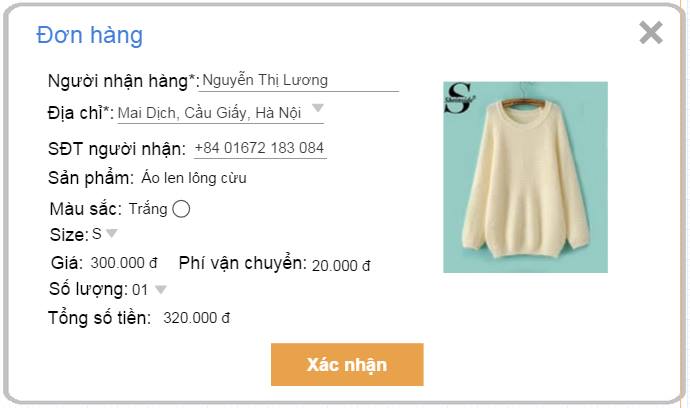 Đơn hàng
Người nhận hàng*: Nguyễn Thị Lương
Địa chỉ*: Mai Dịch, Cầu Giấy, Hà Nội
SĐT người nhận: +84 01672 183 084
Sản phẩm: Áo len lông cừu
Màu sắc: Trắng
Size: S
Giá: 300.000 đ Phí vận chuyển: 20.000 đ
Số lượng: 01
Tổng số tiền: 320.000 đ
Xác nhận
S
Sheinside®